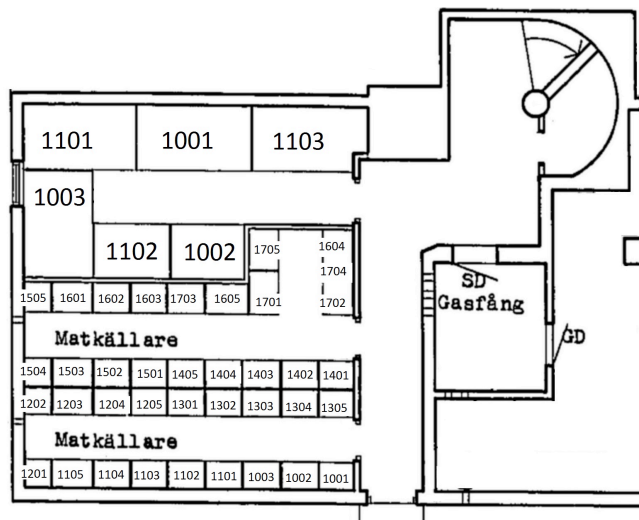 1101 1001 1103
1003
1102 1002
1705 1604
1704
1701 1702
1505 1601 1602 1603 1703 1605
SD
Gasfång
GD
Matkällare
1504 1503 1502 1501 1405 1404 1403 1402 1401
1202 1203 1204 1205 1301 1302 1303 1304 1305
Matkällare
1201 1105 1104 1103 1102 1101 1003 1002 1001